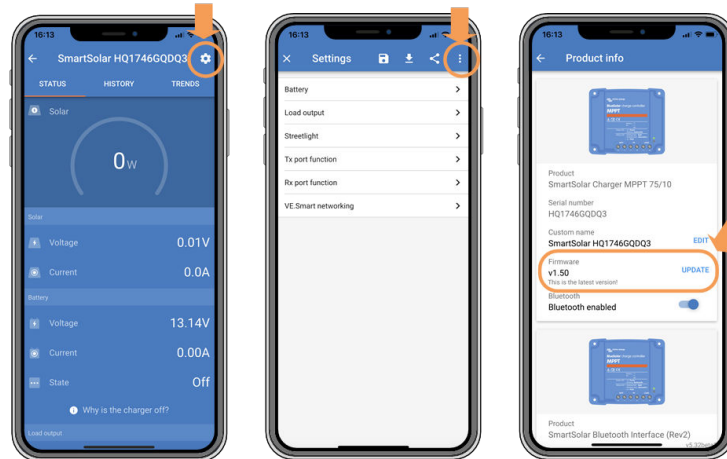 16:13
SmartSolar HQ1746GQDQ3
STATUS HISTORY TRENDS
Solar
0W
Solar
Voltage 0.01V
Current 0.0A
Battery
Voltage 13.14V
Current 0.00A
State Off
Why is the charger off?
Load output
16:13
Settings
Battery
Load output
Streetlight
Tx port function
Rx port function
VE.Smart networking
16:13
Product info
MPPT
Product
SmartSolar Charger MPPT 75/10
Serial number
HQ1746GQDQ3
Custom name
SmartSolar HQ1746GQDQ3 EDIT
Firmware
v1.50 UPDATE
This is the latest version!
Bluetooth
Bluetooth enabled
MPPT
Product
SmartSolar Bluetooth Interface (Rev2)